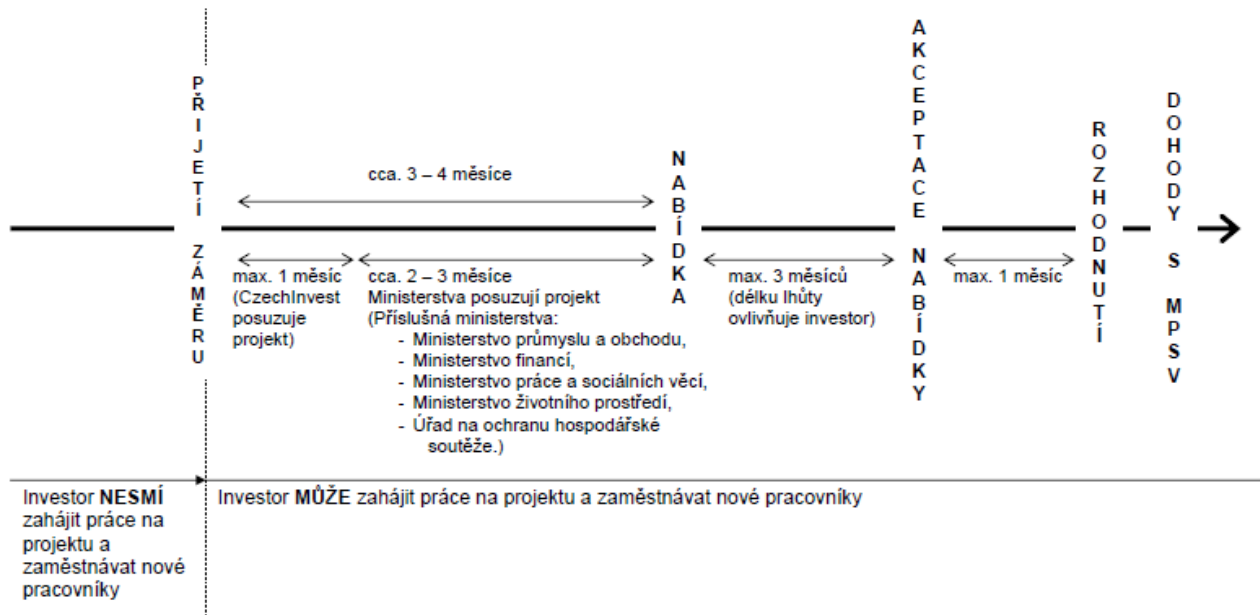 PŘIJETÍ ZÁMĚRU
cca. 3 – 4 měsíce
max. 1 měsíc
(CzechInvest
posuzuje
projekt)
cca. 2 – 3 měsíce
Ministerstva posuzují projekt
(Příslušná ministerstva:
- Ministerstvo průmyslu a obchodu,
- Ministerstvo financí,
- Ministerstvo práce a sociálních věcí,
- Ministerstvo životního prostředí,
- Úřad na ochranu hospodářské
soutěže.)
NABÍDKA
max. 3 měsíců
(délku lhůty
ovlivňuje investor)
AKCEPTACE NABÍDKY
max. 1 měsíc
ROZHODNUTÍ
DOHODY S MPSV
Investor NESMÍ
zahájit práce na
projektu a
zaměstnávat nové
pracovníky
Investor MŮŽE zahájit práce na projektu a zaměstnávat nové pracovníky